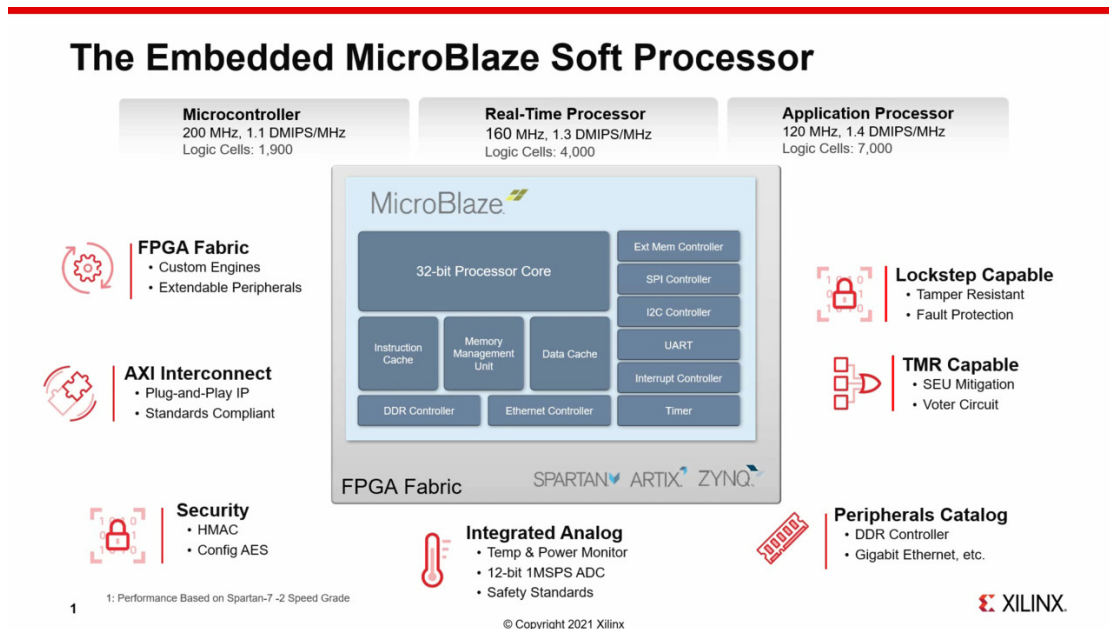 The Embedded MicroBlaze Soft Processor
Microcontroller
200 MHz, 1.1 DMIPS/MHz
Logic Cells: 1,900
Real-Time Processor
160 MHz, 1.3 DMIPS/MHz
Logic Cells: 4,000
Application Processor
120 MHz, 1.4 DMIPS/MHz
Logic Cells: 7,000
MicroBlaze
32-bit Processor Core
Instruction
Cache
Memory
Management
Unit
Data Cache
DDR Controller
Ethernet Controller
Ext Mem Controller
SPI Controller
I2C Controller
UART
Interrupt Controller
Timer
FPGA Fabric
SPARTAN
ARTIX
ZYNQ
FPGA Fabric
• Custom Engines
• Extendable Peripherals
AXI Interconnect
• Plug-and-Play IP
• Standards Compliant
Security
• HMAC
• Config AES
Integrated Analog
• Temp & Power Monitor
• 12-bit 1MSPS ADC
• Safety Standards
Lockstep Capable
• Tamper Resistant
• Fault Protection
TMR Capable
• SEU Mitigation
• Voter Circuit
Peripherals Catalog
• DDR Controller
• Gigabit Ethernet, etc.
1
1: Performance Based on Spartan-7 -2 Speed Grade
© Copyright 2021 Xilinx
XILINX